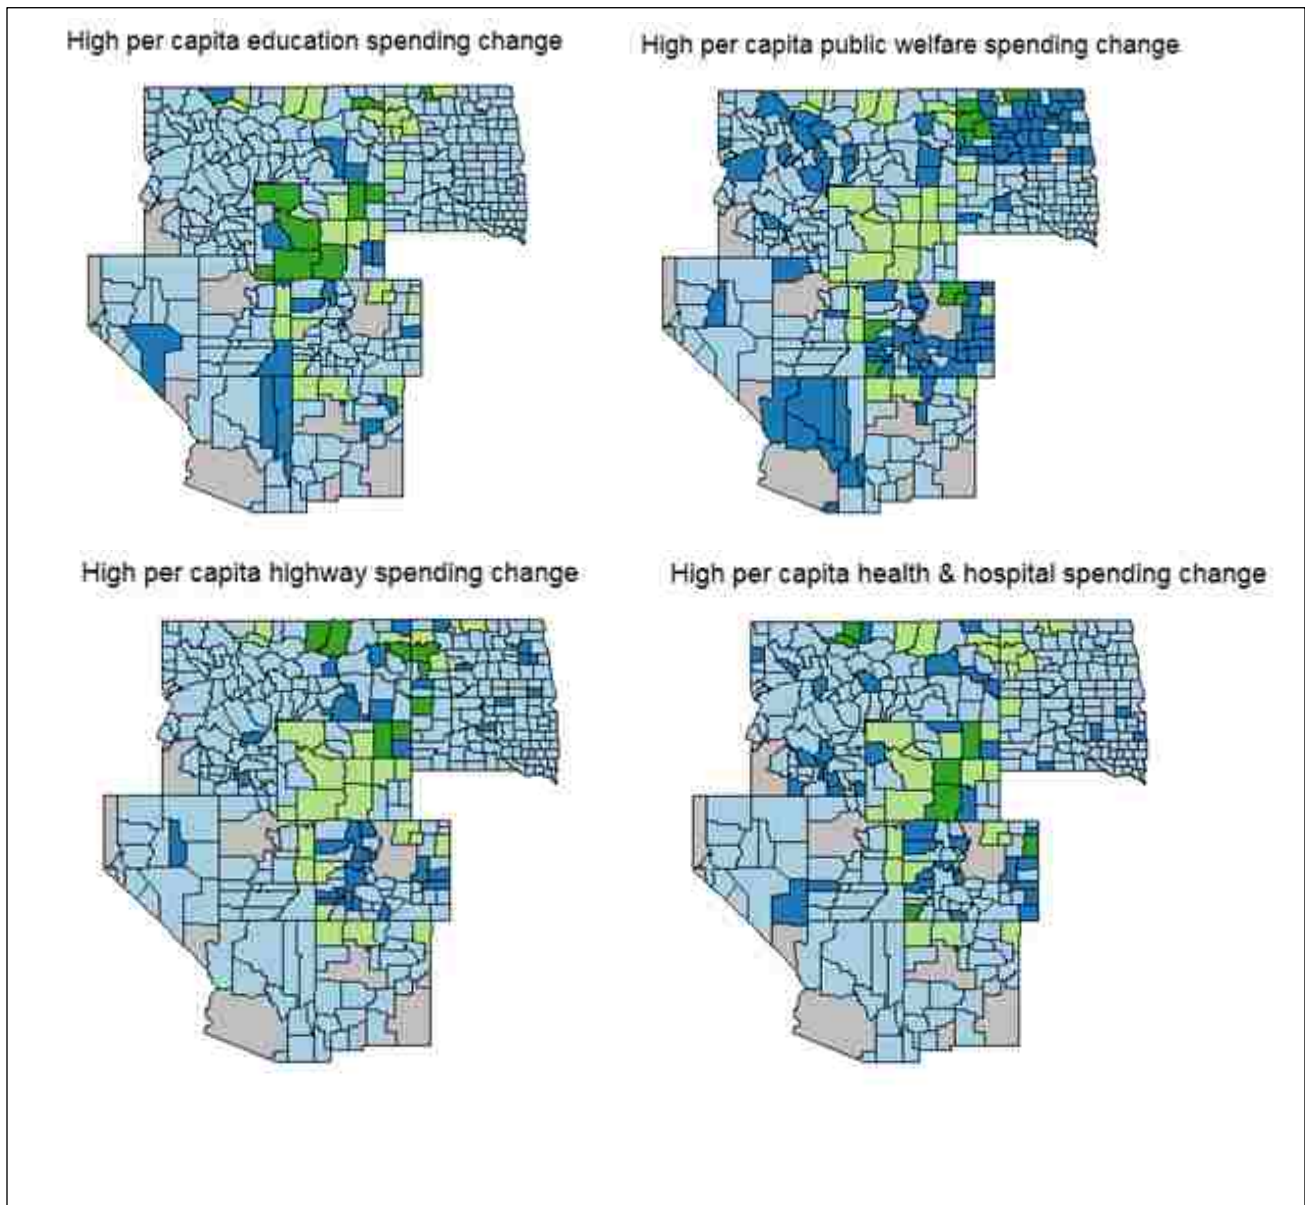 High per capita education spending change
High per capita public welfare spending change
High per capita highway spending change
High per capita health & hospital spending change